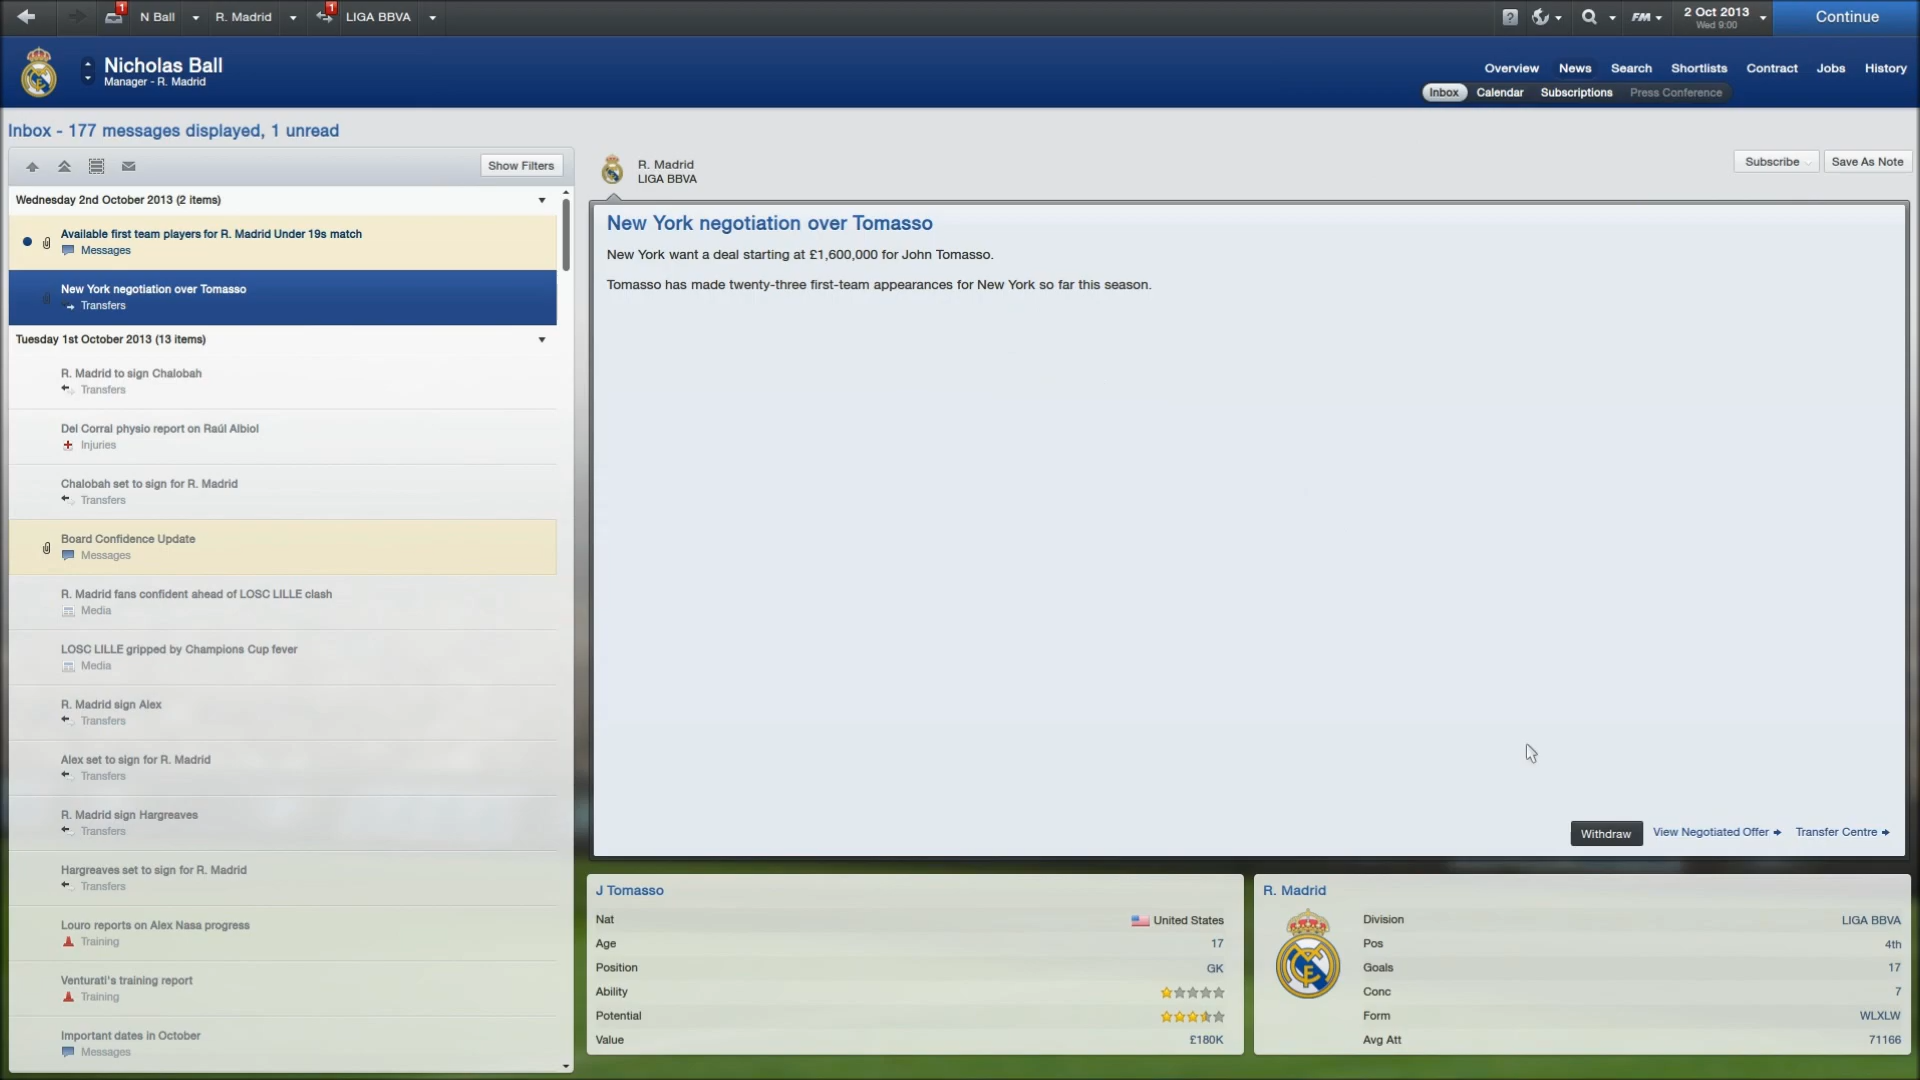 1 N Ball R. Madrid 1 LIGA BBVA
? FM 2 Oct 2013 Continue
Wed 9:00
Nicholas Ball
Manager - R. Madrid
Overview News Search Shortlists Contract Jobs History
Inbox Calendar Subscriptions Press Conference
Inbox - 177 messages displayed, 1 unread
Show Filters
Wednesday 2nd October 2013 (2 items)
Available first team players for R. Madrid Under 19s match
Messages
New York negotiation over Tomasso
Transfers
Tuesday 1st October 2013 (13 items)
R. Madrid to sign Chalobah
Transfers
Del Corral physio report on Raúl Albiol
Injuries
Chalobah set to sign for R. Madrid
Transfers
Board Confidence Update
Messages
R. Madrid fans confident ahead of LOSC LILLE clash
Media
LOSC LILLE gripped by Champions Cup fever
Media
R. Madrid sign Alex
Transfers
Alex set to sign for R. Madrid
Transfers
R. Madrid sign Hargreaves
Transfers
Hargreaves set to sign for R. Madrid
Transfers
Louro reports on Alex Nasa progress
Training
Venturati's training report
Training
Important dates in October
Messages
R. Madrid
LIGA BBVA
Subscribe Save As Note
New York negotiation over Tomasso
New York want a deal starting at £1,600,000 for John Tomasso.
Tomasso has made twenty-three first-team appearances for New York so far this season.
Withdraw View Negotiated Offer Transfer Centre
J Tomasso
Nat United States
Age 17
Position GK
Ability
Potential
Value £180K
R. Madrid
Division LIGA BBVA
Pos 4th
Goals 17
Conc 7
Form WLXLW
Avg Att 71166